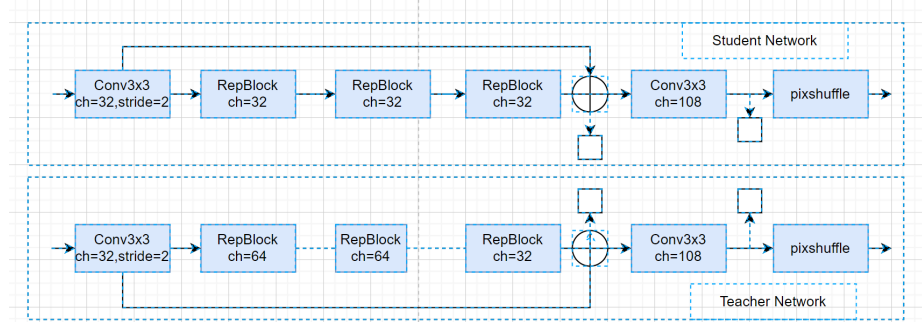 Student Network
Conv3x3
ch=32,stride=2
RepBlock
ch=32
RepBlock
ch=32
RepBlock
ch=32
Conv3x3
ch=108
pixshuffle
Conv3x3
ch=32,stride=2
RepBlock
ch=64
RepBlock
ch=64
RepBlock
ch=32
Conv3x3
ch=108
pixshuffle
Teacher Network